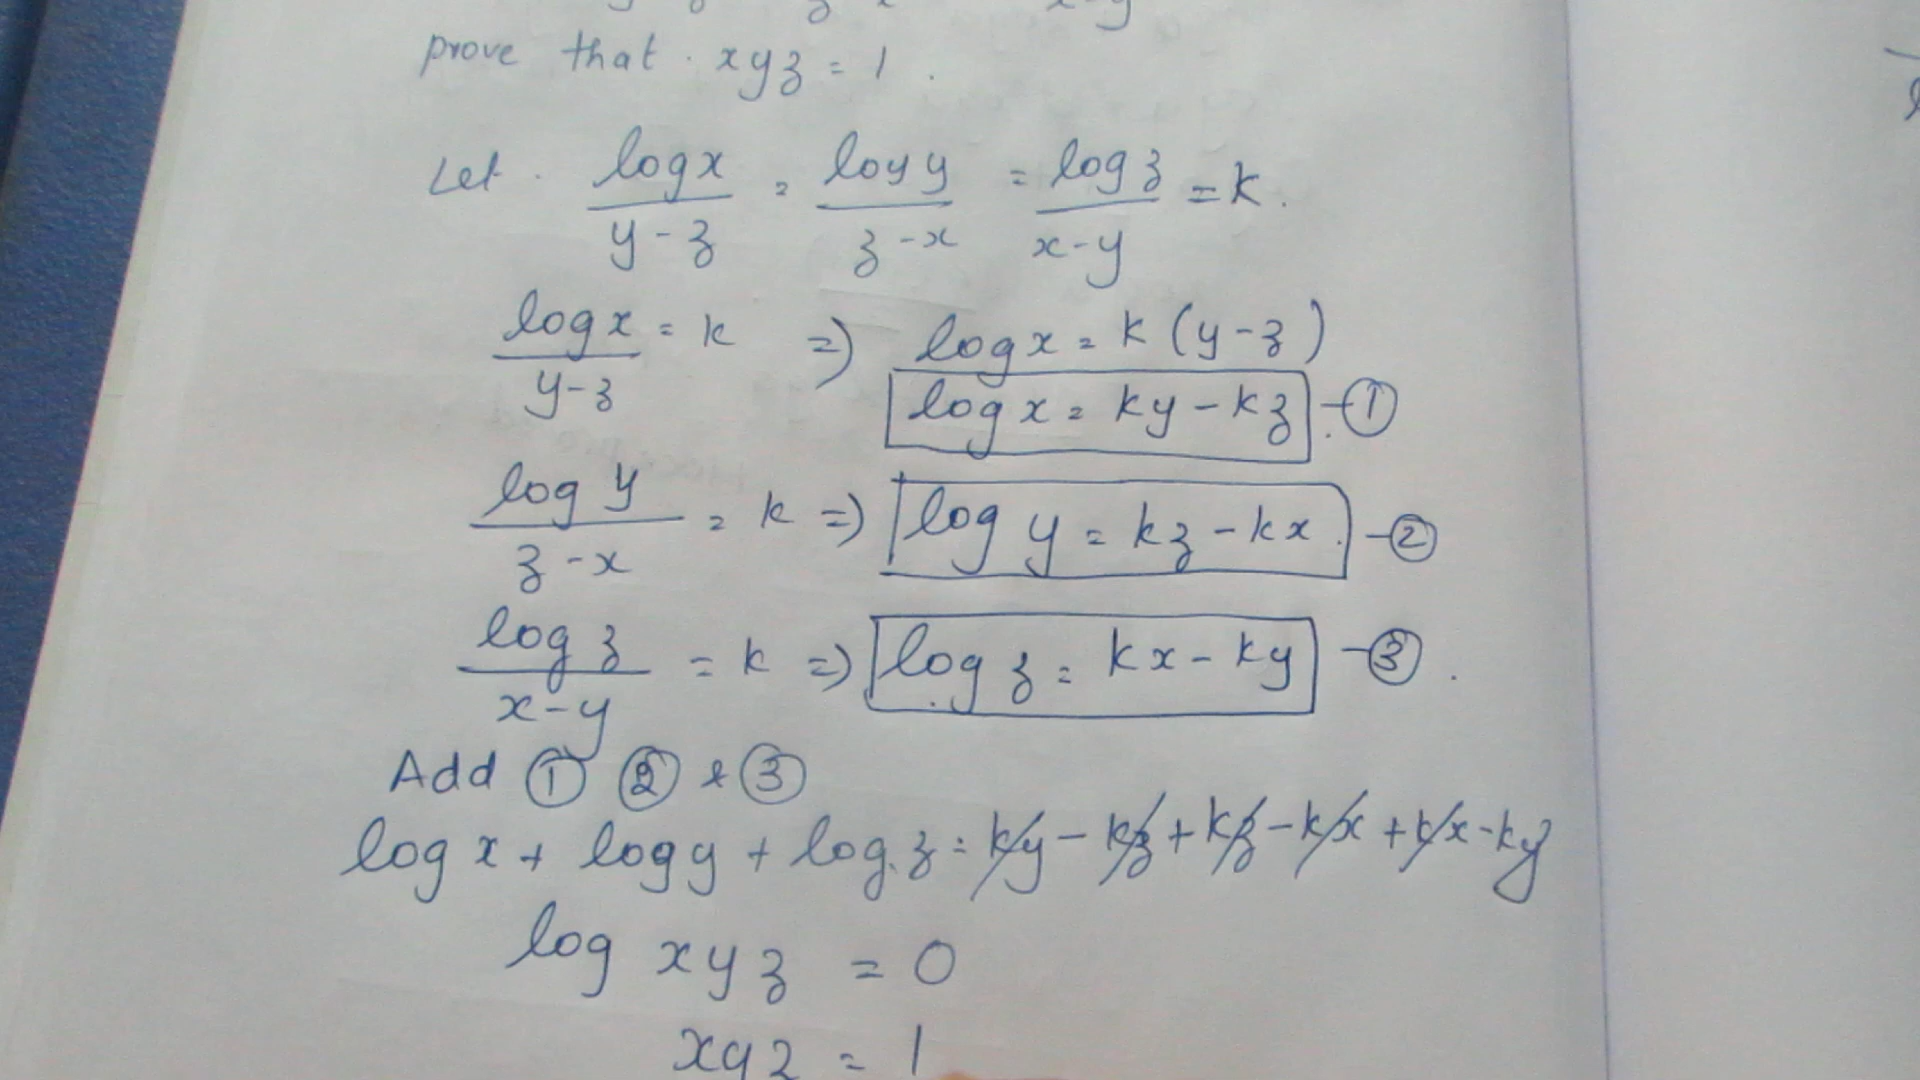 prove that . xyz = 1 .
Let . log x / y - z = log y / z - x = log z / x - y = k .
log x / y - z = k => log x = k (y - z)
log x = ky - kz - ①
log y / z - x = k => log y = kz - kx . - ②
log z / x - y = k => log z = kx - ky - ③ .
Add ① ② & ③
log x + log y + log z = ky - kz + kz - kx + kx - ky
log xyz = 0
xyz = 1